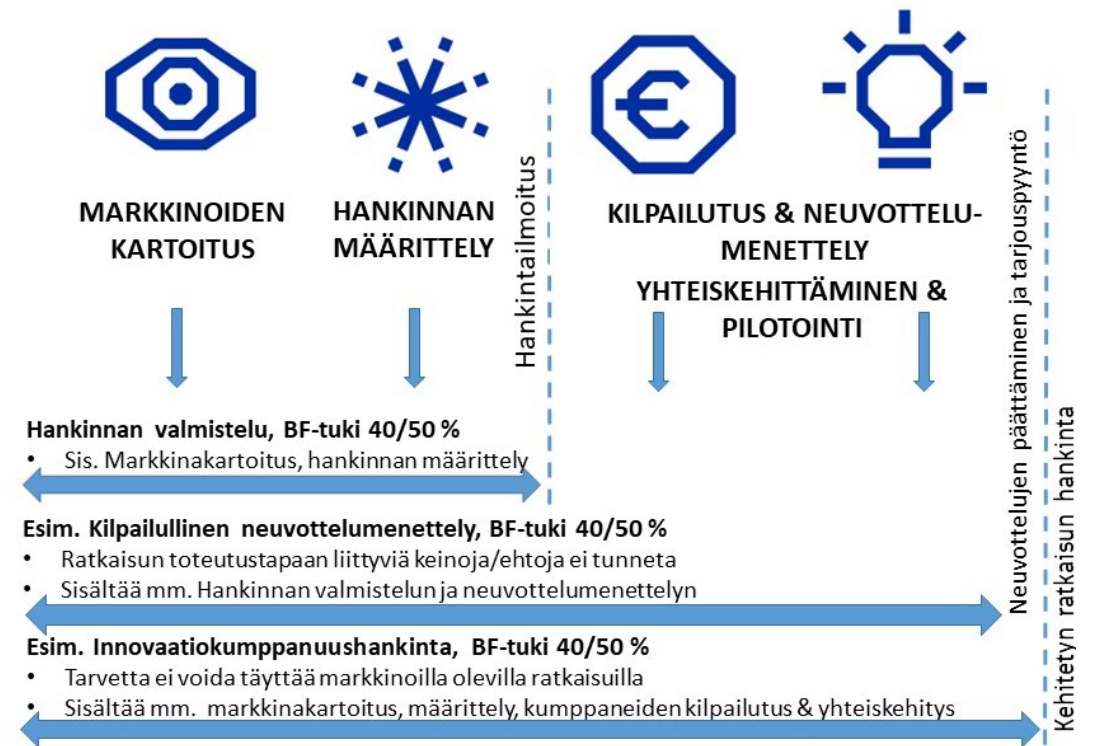 MARKKINOIDEN
KARTOITUS
HANKINNAN
MÄÄRITTELY
Hankintailmoitus
€
KILPAILUTUS & NEUVOTTELU-
MENETTELY
YHTEISKEHITTÄMINEN &
PILOTOINTI
Neuvottelujen päättäminen ja tarjouspyyntö
Kehitetyn ratkaisun hankinta
Hankinnan valmistelu, BF-tuki 40/50 %
• Sis. Markkinakartoitus, hankinnan määrittely
Esim. Kilpailullinen neuvottelumenettely, BF-tuki 40/50 %
• Ratkaisun toteutustapaan liittyviä keinoja/ehtoja ei tunneta
• Sisältää mm. Hankinnan valmistelun ja neuvottelumenettelyn
Esim. Innovaatiokumppanuushankinta, BF-tuki 40/50 %
• Tarvetta ei voida täyttää markkinoilla olevilla ratkaisuilla
• Sisältää mm. markkinakartoitus, määrittely, kumppaneiden kilpailutus & yhteiskehitys